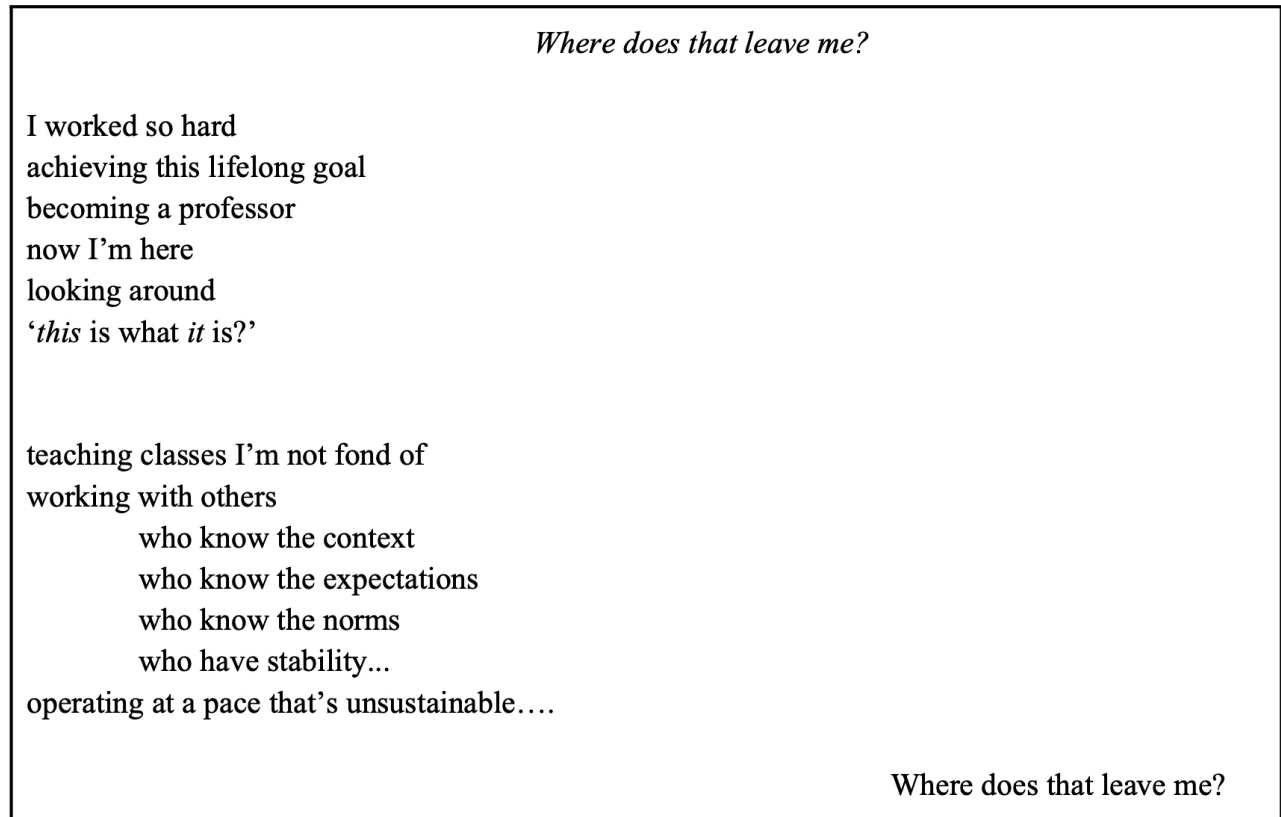 Where does that leave me?
I worked so hard
achieving this lifelong goal
becoming a professor
now I’m here
looking around
‘this is what it is?’
teaching classes I’m not fond of
working with others
who know the context
who know the expectations
who know the norms
who have stability...
operating at a pace that’s unsustainable….
Where does that leave me?